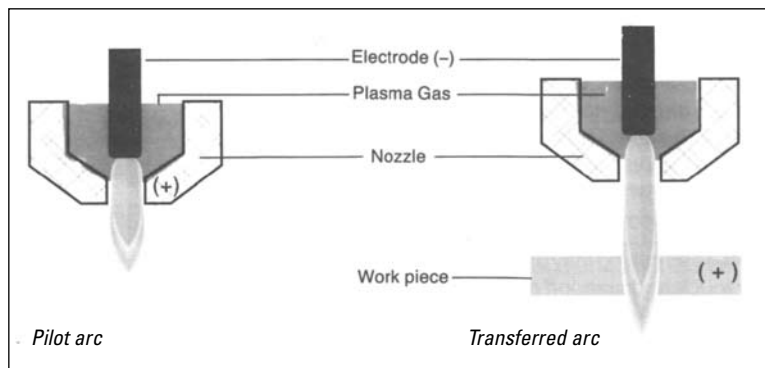 Electrode (–)
Plasma Gas
Nozzle
(+)
Work piece
(+)
Pilot arc
Transferred arc